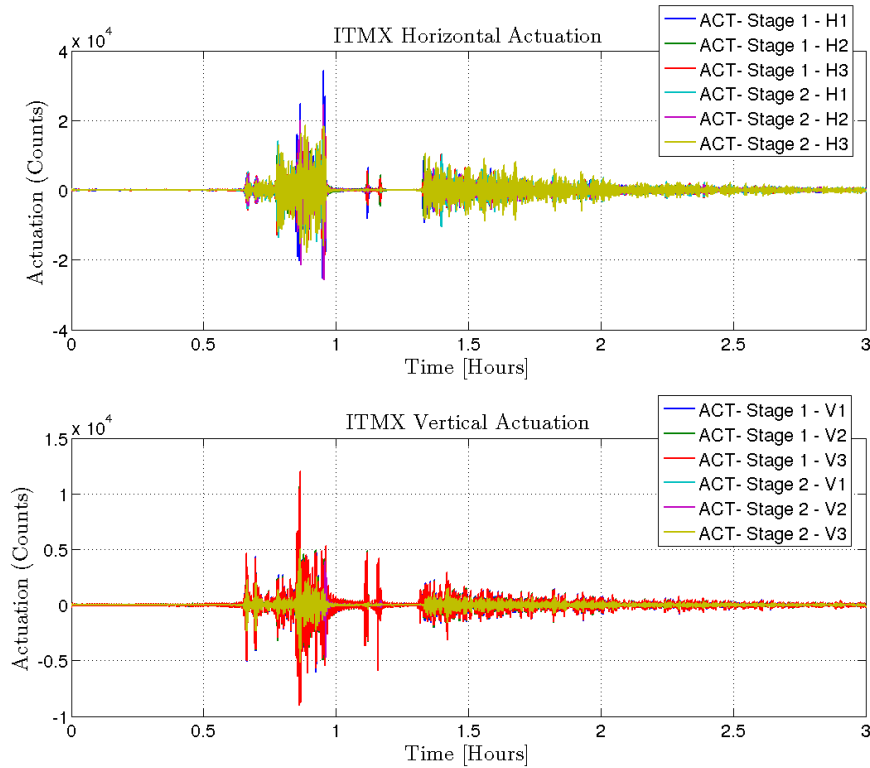 ITMX Horizontal Actuation
x 10^4
ACT- Stage 1 - H1
ACT- Stage 1 - H2
ACT- Stage 1 - H3
ACT- Stage 2 - H1
ACT- Stage 2 - H2
ACT- Stage 2 - H3
4
2
0
-2
-4
Actuation (Counts)
0 0.5 1 1.5 2 2.5 3
Time [Hours]
ITMX Vertical Actuation
x 10^4
ACT- Stage 1 - V1
ACT- Stage 1 - V2
ACT- Stage 1 - V3
ACT- Stage 2 - V1
ACT- Stage 2 - V2
ACT- Stage 2 - V3
1.5
1
0.5
0
-0.5
-1
Actuation (Counts)
0 0.5 1 1.5 2 2.5 3
Time [Hours]